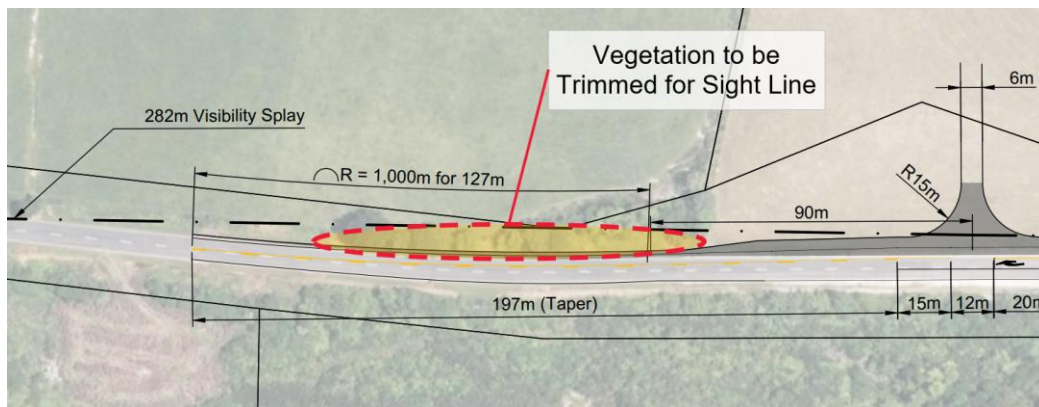 Vegetation to be
Trimmed for Sight Line
6m
282m Visibility Splay
R = 1,000m for 127m
R15m
90m
197m (Taper)
15m
12m
20m